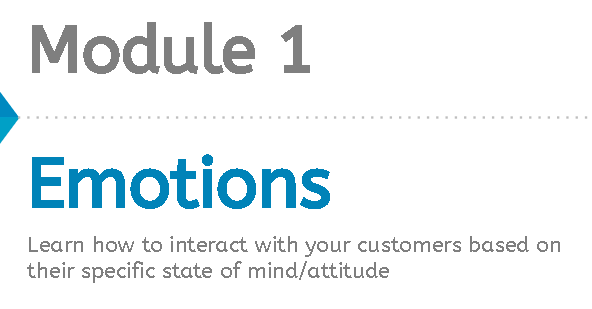 Module 1
Emotions
Learn how to interact with your customers based on
their specific state of mind/attitude